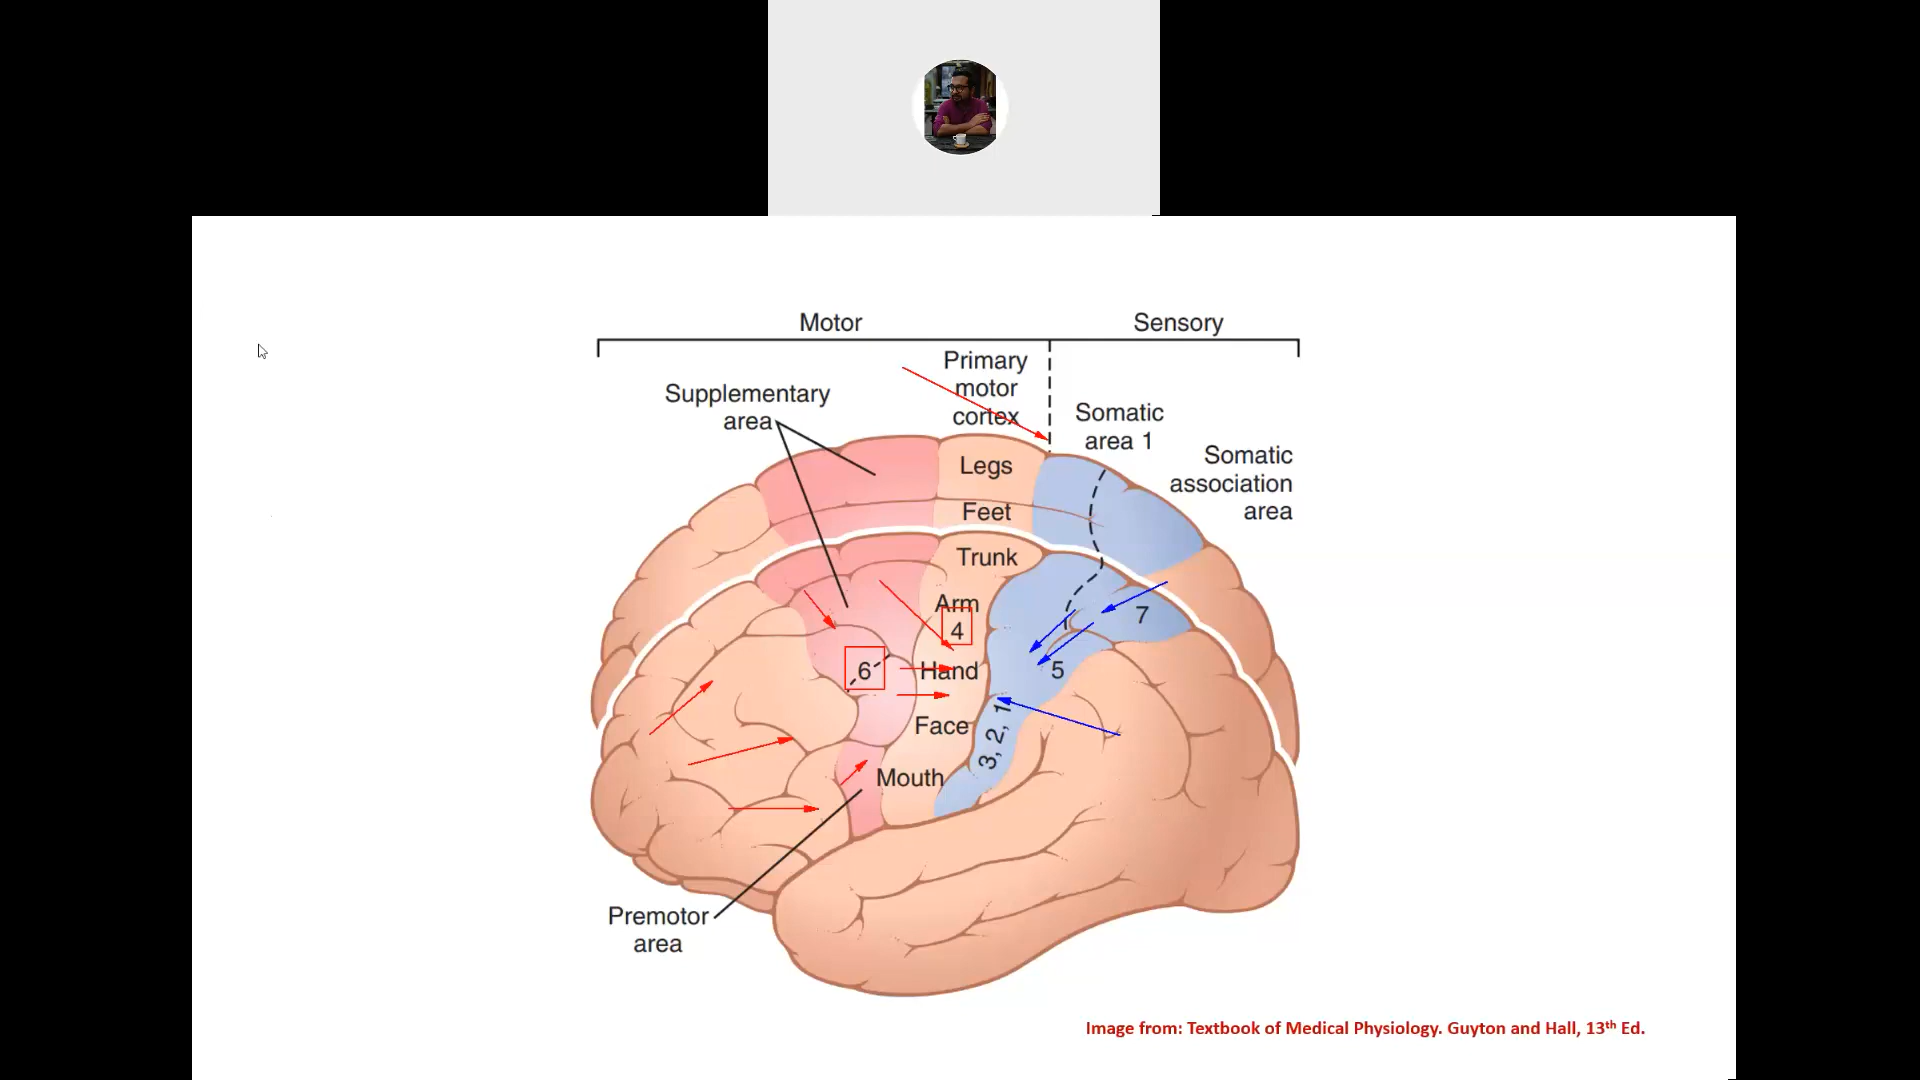 Motor
Sensory
Primary
motor
cortex
Supplementary
area
Somatic
area 1
Somatic
association
area
Legs
Feet
Trunk
Arm
4
7
6
Hand
5
Face
3, 2, 1
Mouth
Premotor
area
Image from: Textbook of Medical Physiology. Guyton and Hall, 13th Ed.